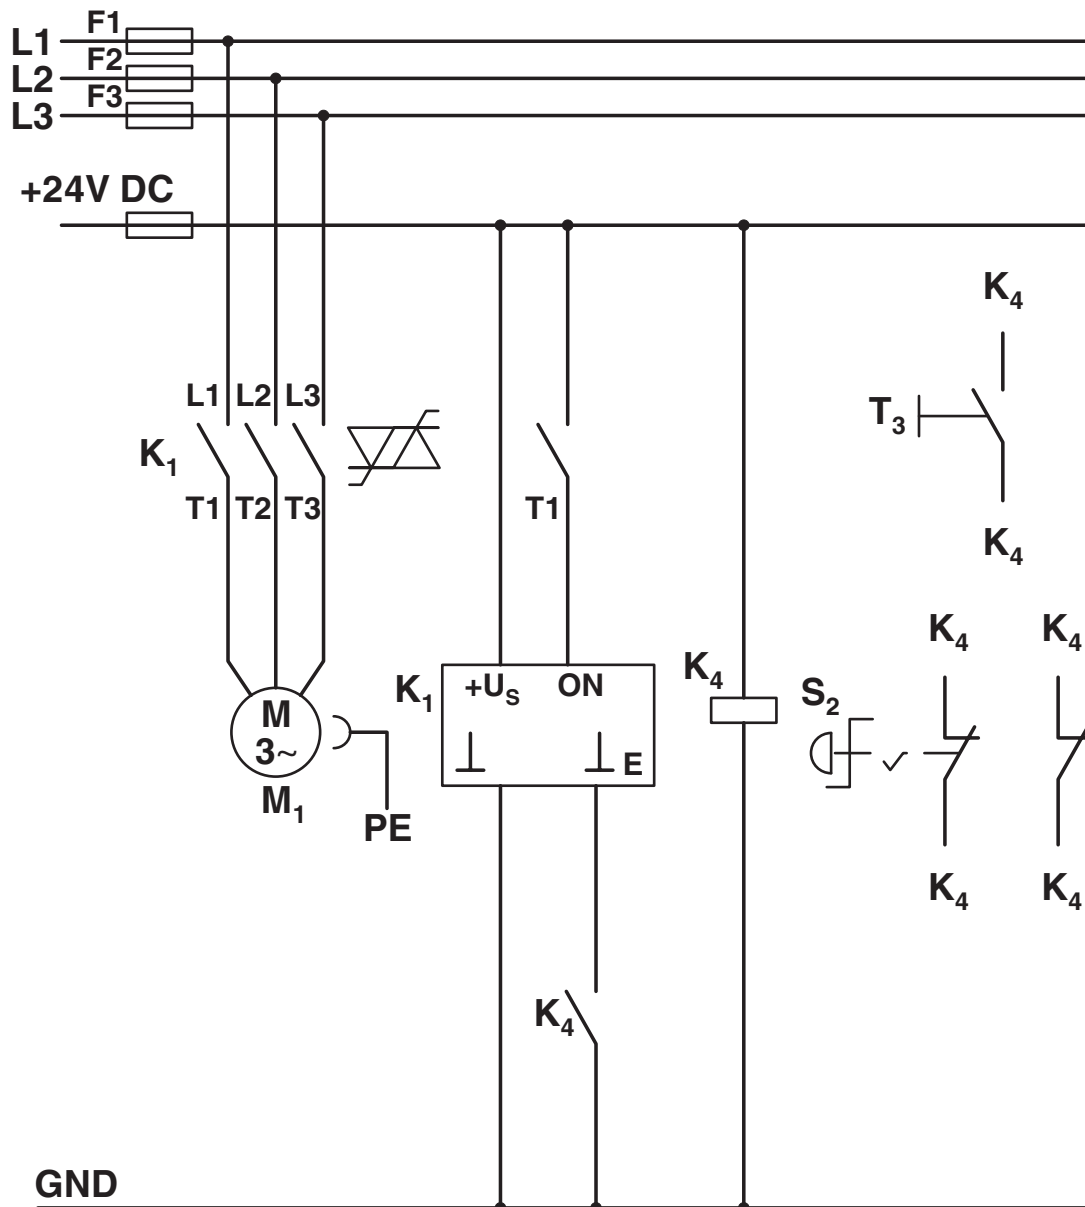 F1
L1
F2
L2
F3
L3
+24V DC
K4
L1 L2 L3
T3
K1
T1 T2 T3
T1
K4
K4 K4
K4
K1 +US ON
S2
M
3~
E
M1
PE
K4 K4
K4
GND